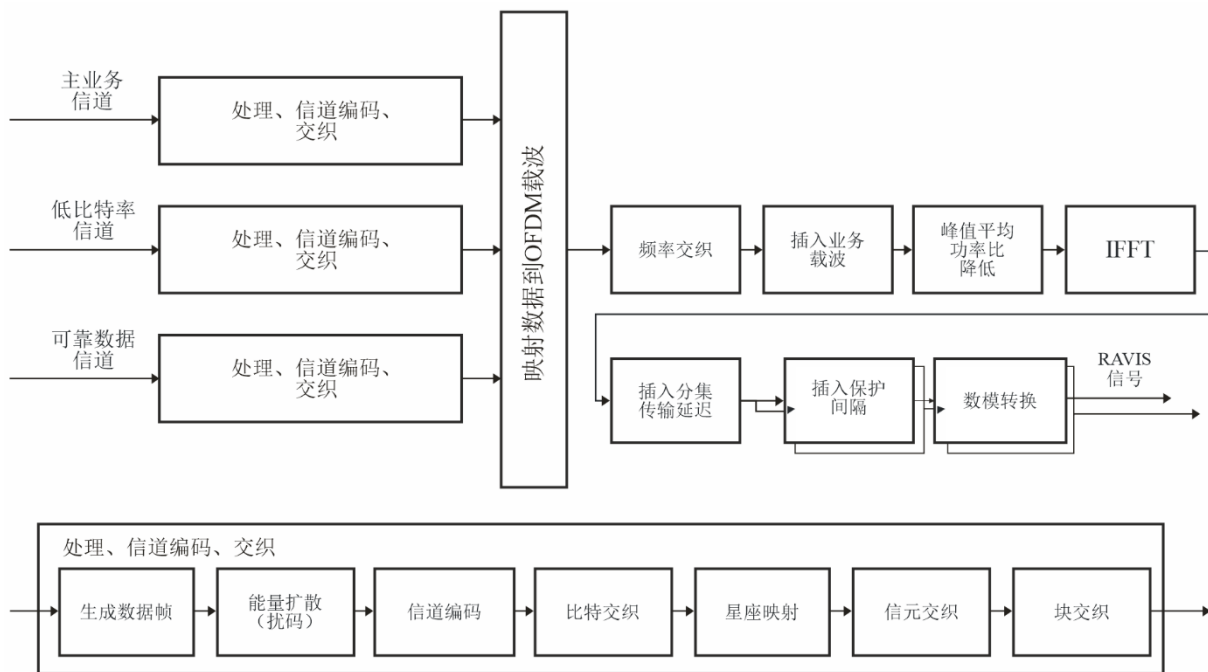 主业务
信道
处理、信道编码、
交织
低比特率
信道
处理、信道编码、
交织
可靠数据
信道
处理、信道编码、
交织
映射数据到OFDM载波
频率交织
插入业务
载波
峰值平均
功率比
降低
IFFT
插入分集
传输延迟
插入保护
间隔
数模转换
RAVIS
信号
处理、信道编码、交织
生成数据帧
能量扩散
（扰码）
信道编码
比特交织
星座映射
信元交织
块交织